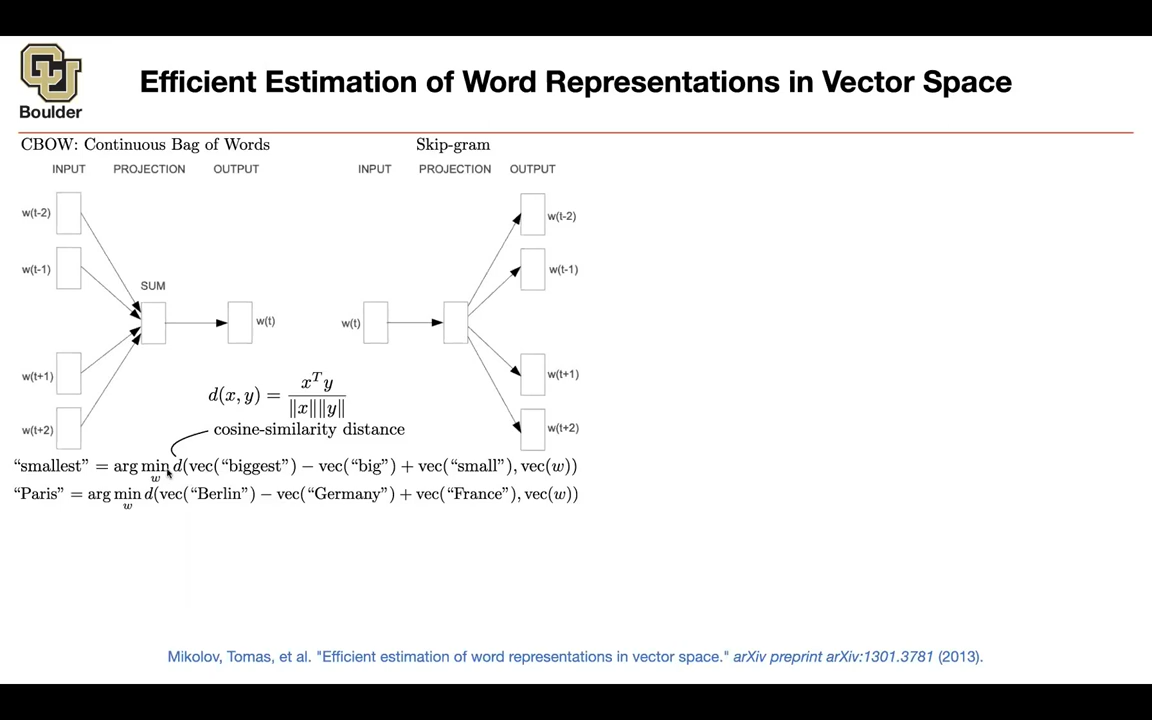 Boulder
Efficient Estimation of Word Representations in Vector Space
CBOW: Continuous Bag of Words
INPUT PROJECTION OUTPUT
w(t-2)
w(t-1)
SUM
w(t)
w(t+1)
w(t+2)
Skip-gram
INPUT PROJECTION OUTPUT
w(t-2)
w(t-1)
w(t)
w(t+1)
w(t+2)
d(x, y) = x^T y / ‖x‖‖y‖
cosine-similarity distance
“smallest” = arg min_w d(vec(“biggest”) − vec(“big”) + vec(“small”), vec(w))
“Paris” = arg min_w d(vec(“Berlin”) − vec(“Germany”) + vec(“France”), vec(w))
Mikolov, Tomas, et al. "Efficient estimation of word representations in vector space." arXiv preprint arXiv:1301.3781 (2013).